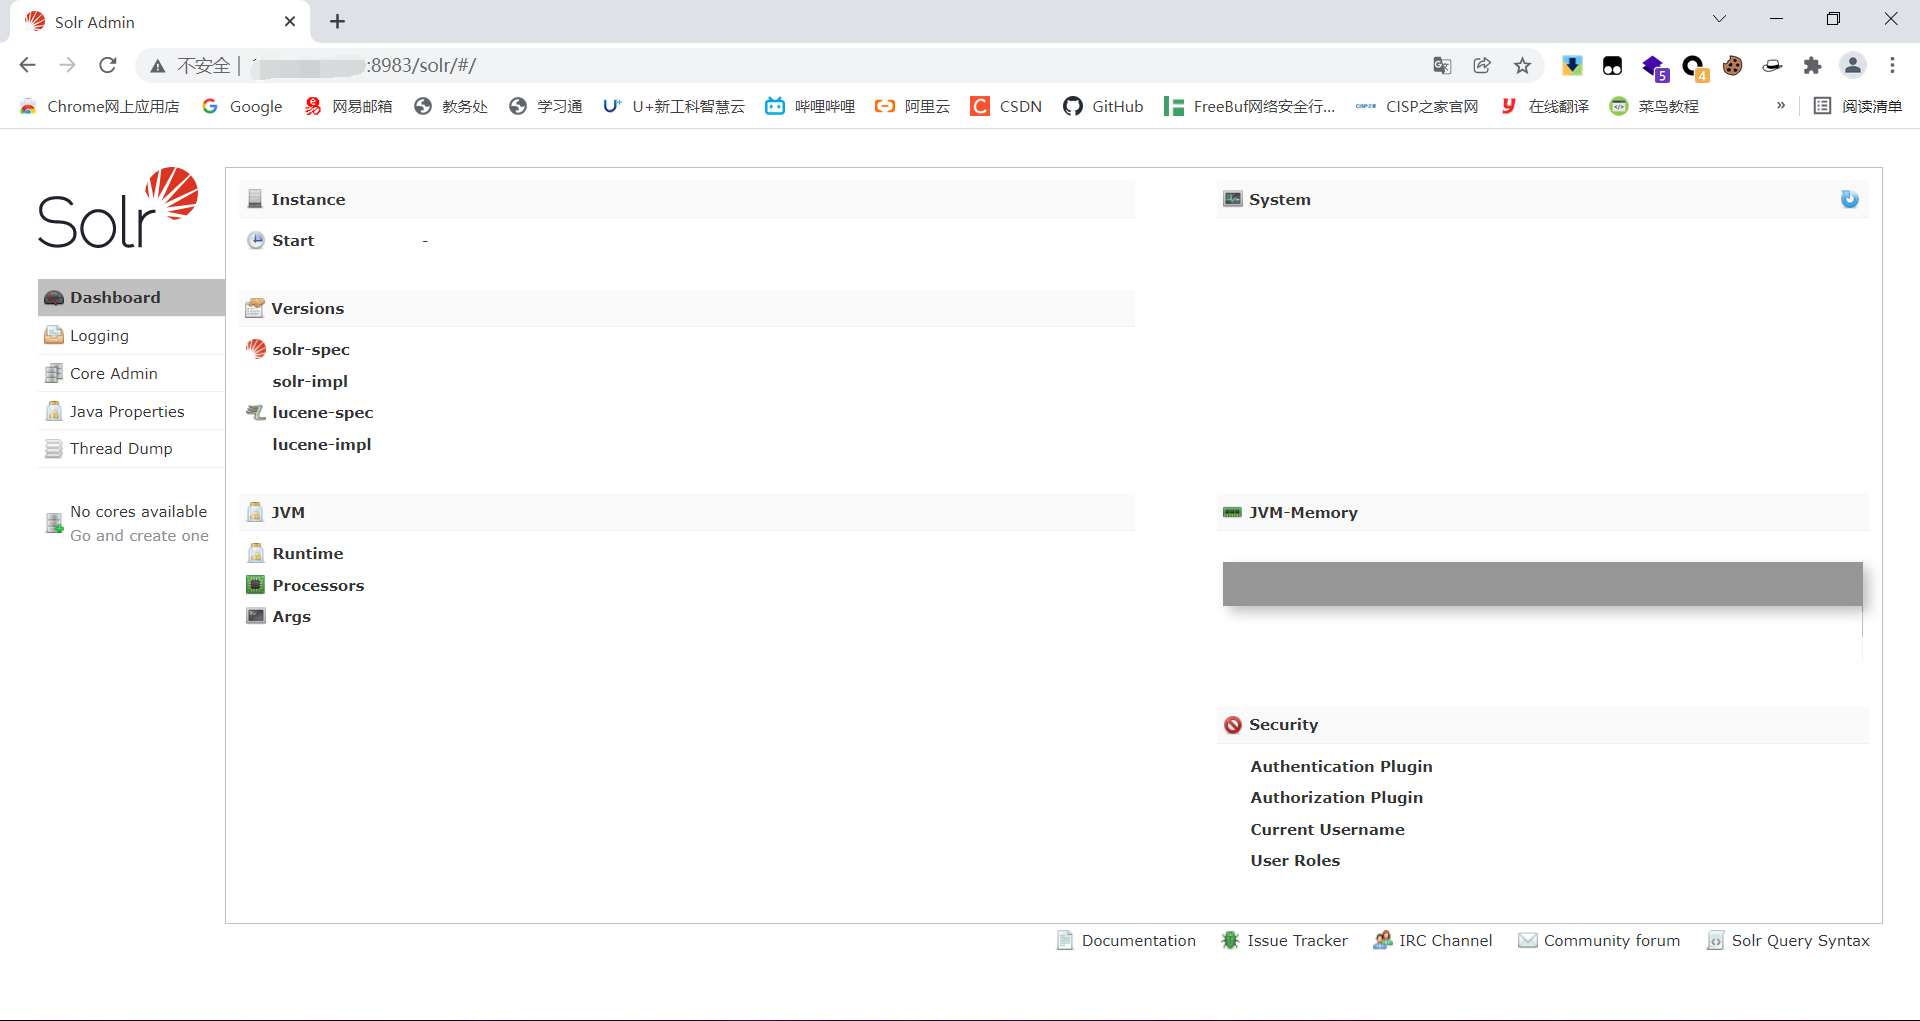 Solr Admin
不安全 | :8983/solr/#/
5
4
Chrome网上应用店 Google 网易邮箱 教务处 学习通 U+新工科智慧云 哔哩哔哩 阿里云 CSDN GitHub FreeBuf网络安全行... CISP之家官网 在线翻译 菜鸟教程 » 阅读清单
Solr
Dashboard
Logging
Core Admin
Java Properties
Thread Dump
No cores available
Go and create one
Instance
Start -
Versions
solr-spec
solr-impl
lucene-spec
lucene-impl
JVM
Runtime
Processors
Args
System
JVM-Memory
Security
Authentication Plugin
Authorization Plugin
Current Username
User Roles
Documentation Issue Tracker IRC Channel Community forum Solr Query Syntax